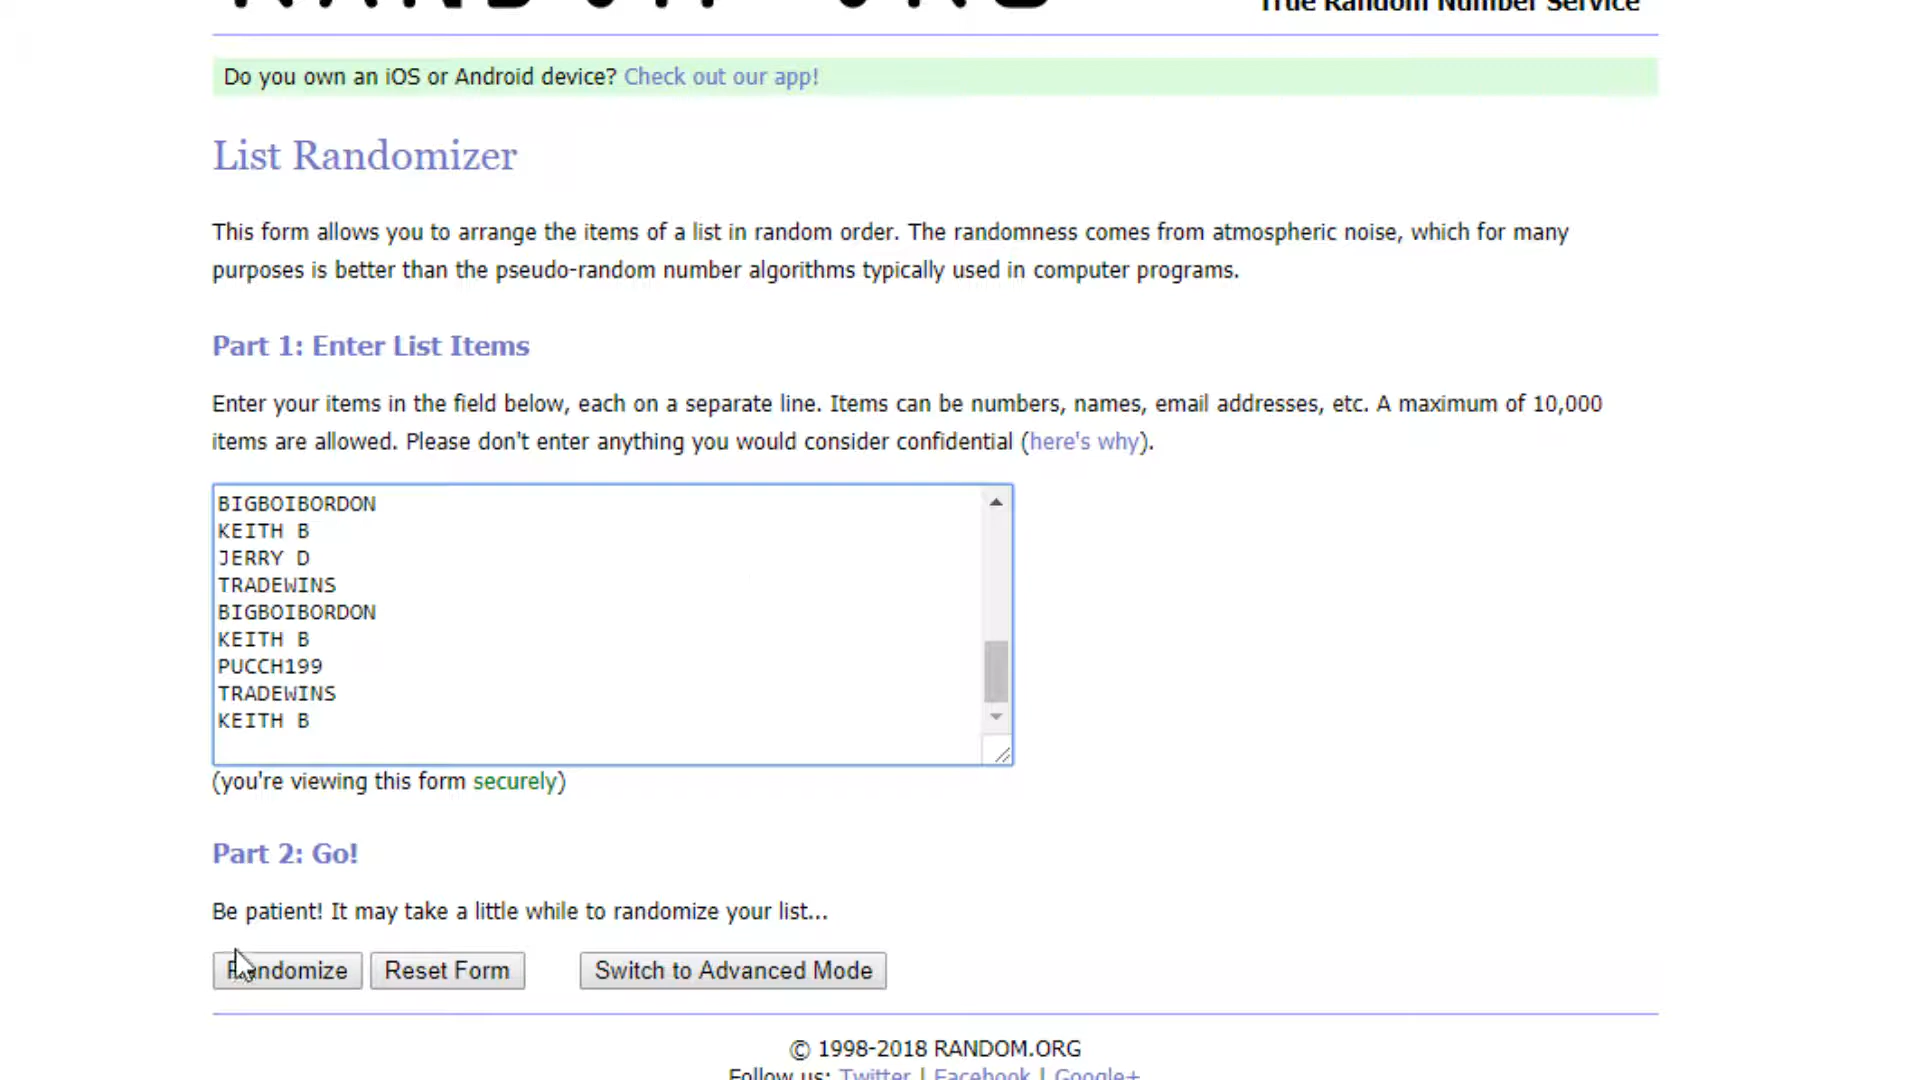 True Random Number Service
Do you own an iOS or Android device? Check out our app!
List Randomizer
This form allows you to arrange the items of a list in random order. The randomness comes from atmospheric noise, which for many
purposes is better than the pseudo-random number algorithms typically used in computer programs.
Part 1: Enter List Items
Enter your items in the field below, each on a separate line. Items can be numbers, names, email addresses, etc. A maximum of 10,000
items are allowed. Please don't enter anything you would consider confidential (here's why).
BIGBOIBORDON
KEITH B
JERRY D
TRADEWINS
BIGBOIBORDON
KEITH B
PUCCH199
TRADEWINS
KEITH B
(you're viewing this form securely)
Part 2: Go!
Be patient! It may take a little while to randomize your list...
Randomize Reset Form Switch to Advanced Mode
© 1998-2018 RANDOM.ORG
Follow us: Twitter | Facebook | Google+